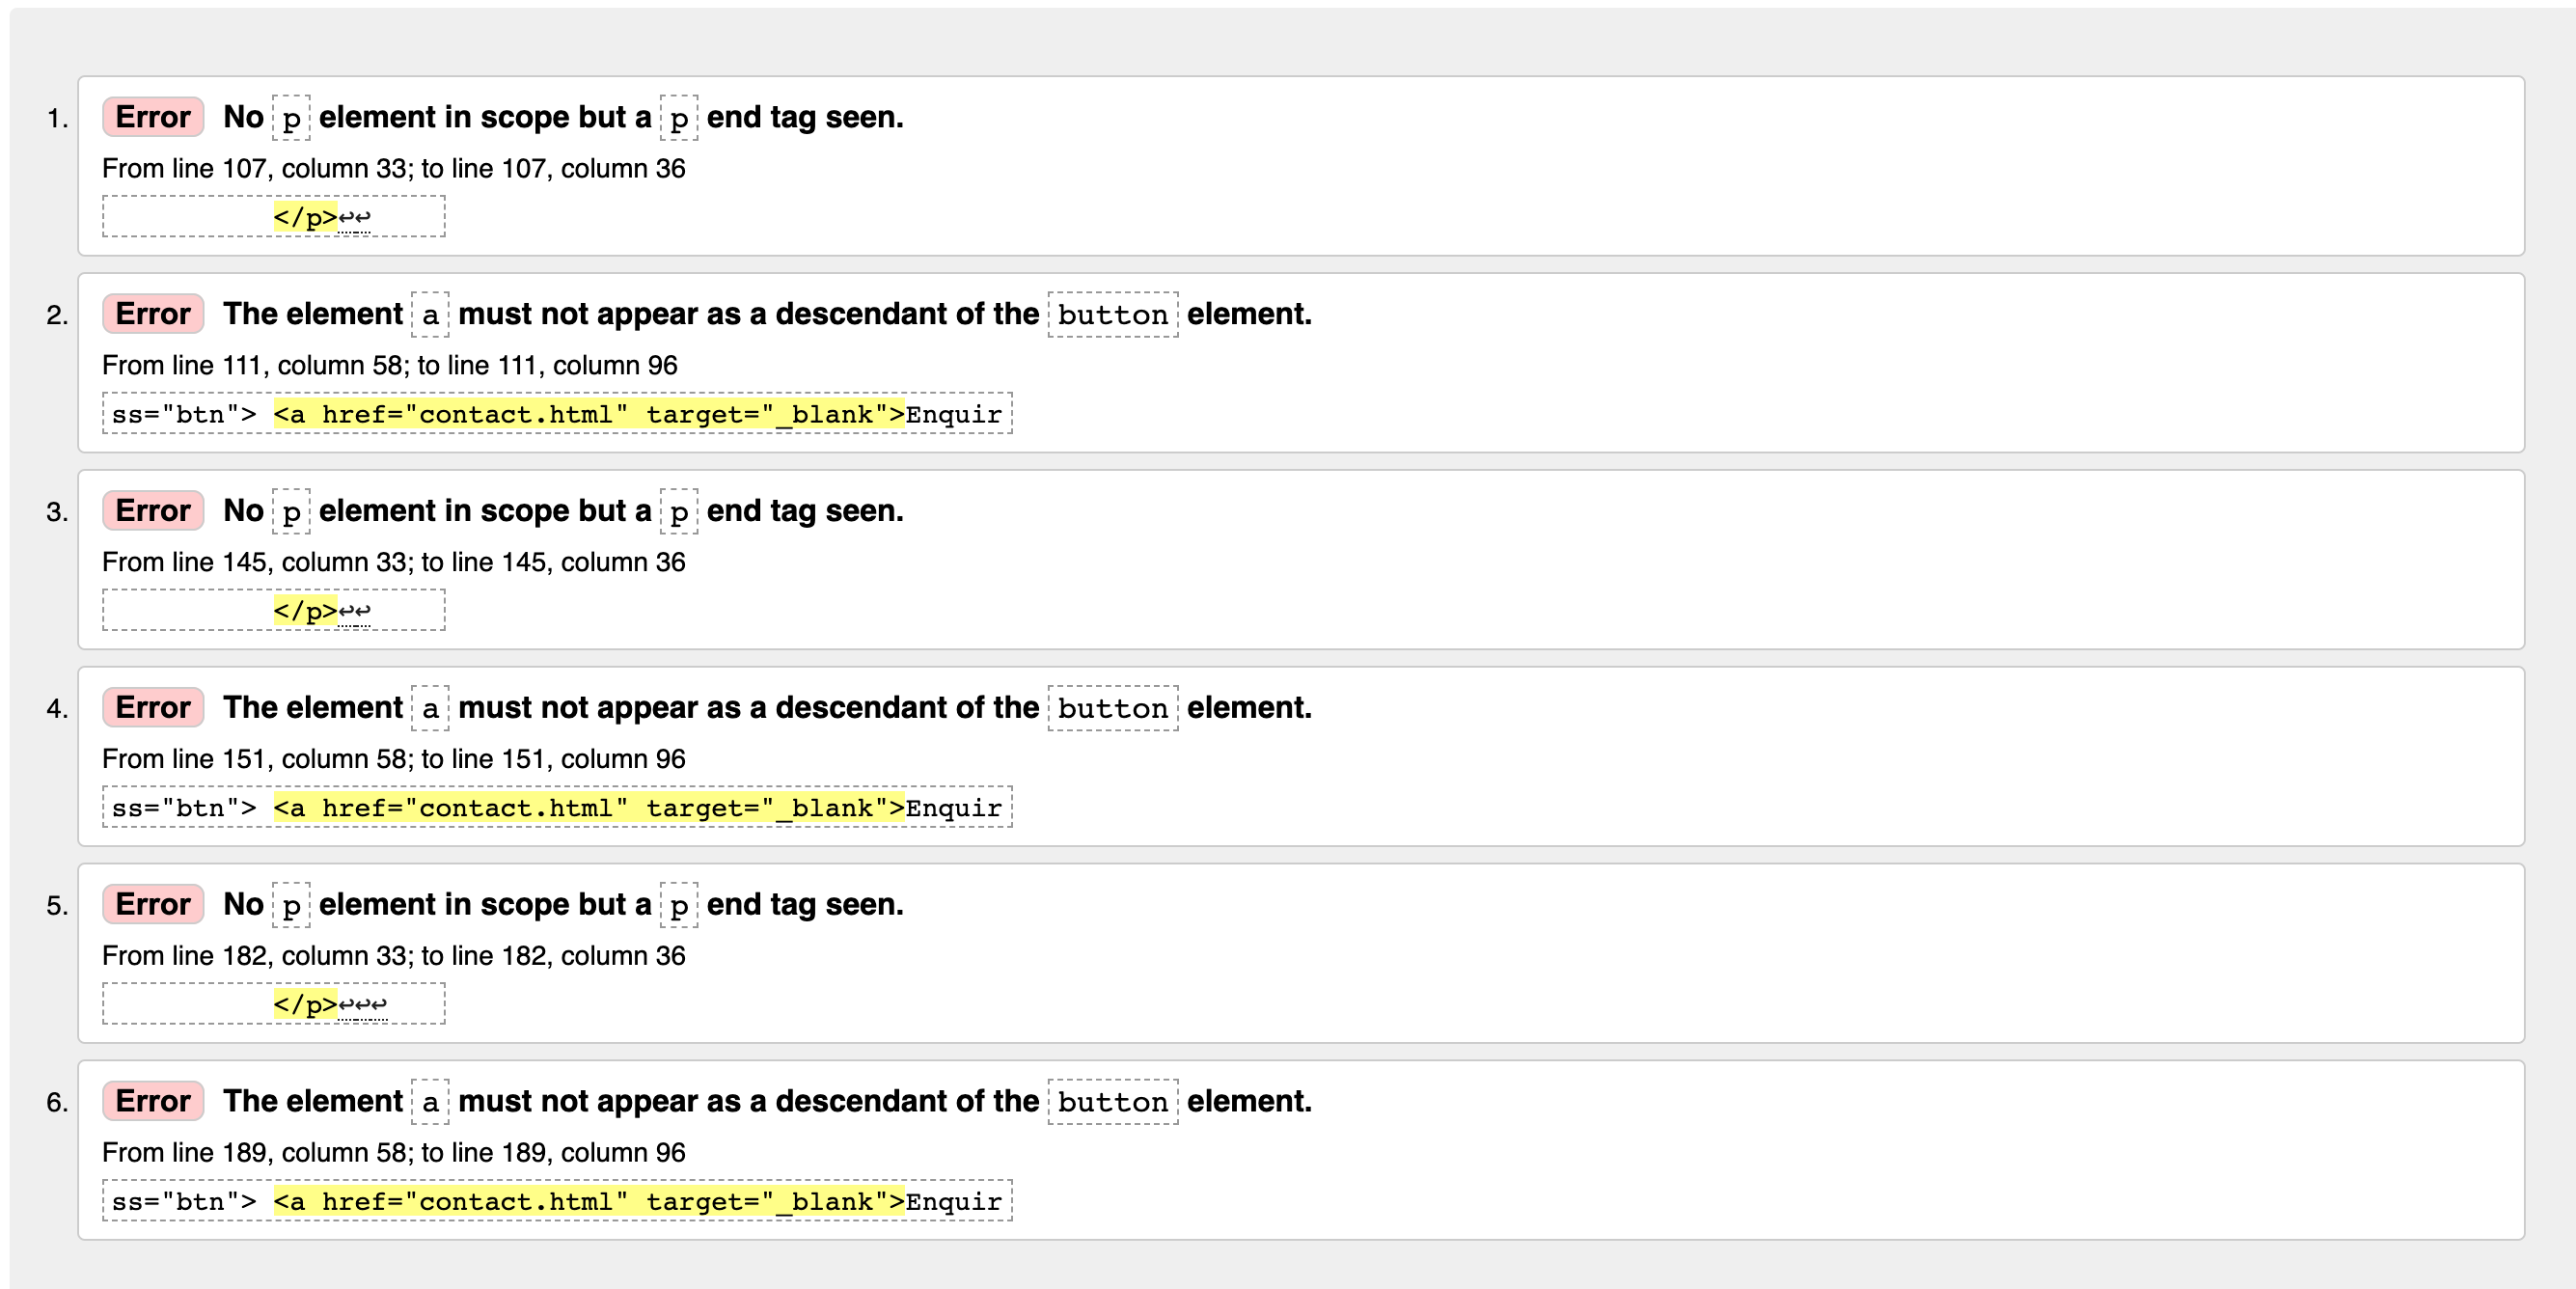 1. Error No p element in scope but a p end tag seen.
From line 107, column 33; to line 107, column 36
</p>↩↩
2. Error The element a must not appear as a descendant of the button element.
From line 111, column 58; to line 111, column 96
ss="btn"> <a href="contact.html" target="_blank">Enquir
3. Error No p element in scope but a p end tag seen.
From line 145, column 33; to line 145, column 36
</p>↩↩
4. Error The element a must not appear as a descendant of the button element.
From line 151, column 58; to line 151, column 96
ss="btn"> <a href="contact.html" target="_blank">Enquir
5. Error No p element in scope but a p end tag seen.
From line 182, column 33; to line 182, column 36
</p>↩↩↩
6. Error The element a must not appear as a descendant of the button element.
From line 189, column 58; to line 189, column 96
ss="btn"> <a href="contact.html" target="_blank">Enquir